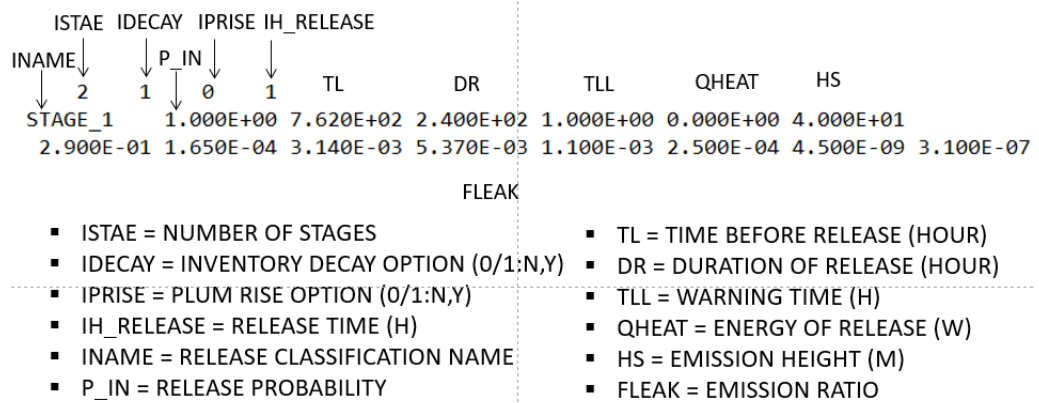 ISTAE IDECAY IPRISE IH_RELEASE
INAME P_IN
2 1 0 1 TL DR TLL QHEAT HS
STAGE_1 1.000E+00 7.620E+02 2.400E+02 1.000E+00 0.000E+00 4.000E+01
2.900E-01 1.650E-04 3.140E-03 5.370E-03 1.100E-03 2.500E-04 4.500E-09 3.100E-07
FLEAK
▪ ISTAE = NUMBER OF STAGES
▪ IDECAY = INVENTORY DECAY OPTION (0/1:N,Y)
▪ IPRISE = PLUM RISE OPTION (0/1:N,Y)
▪ IH_RELEASE = RELEASE TIME (H)
▪ INAME = RELEASE CLASSIFICATION NAME
▪ P_IN = RELEASE PROBABILITY
▪ TL = TIME BEFORE RELEASE (HOUR)
▪ DR = DURATION OF RELEASE (HOUR)
▪ TLL = WARNING TIME (H)
▪ QHEAT = ENERGY OF RELEASE (W)
▪ HS = EMISSION HEIGHT (M)
▪ FLEAK = EMISSION RATIO